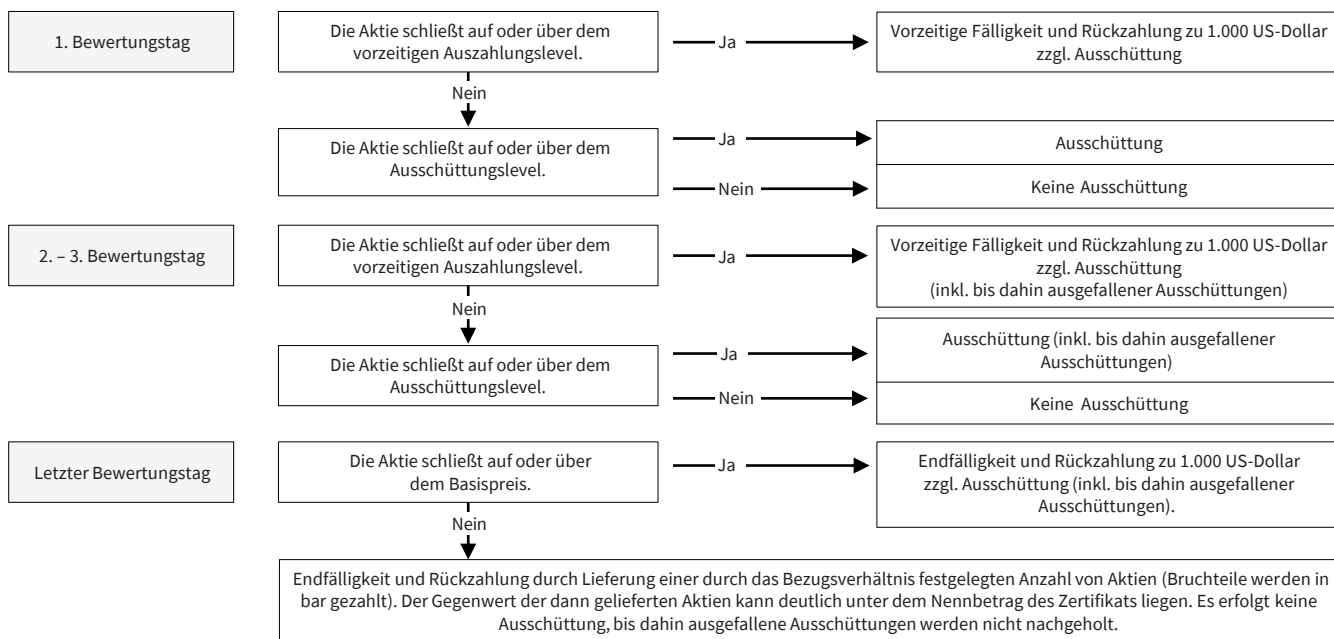 1. Bewertungstag
Die Aktie schließt auf oder über dem
vorzeitigen Auszahlungslevel.
Ja
Vorzeitige Fälligkeit und Rückzahlung zu 1.000 US-Dollar
zzgl. Ausschüttung
Nein
Die Aktie schließt auf oder über dem
Ausschüttungslevel.
Ja
Ausschüttung
Nein
Keine Ausschüttung
2. – 3. Bewertungstag
Die Aktie schließt auf oder über dem
vorzeitigen Auszahlungslevel.
Ja
Vorzeitige Fälligkeit und Rückzahlung zu 1.000 US-Dollar
zzgl. Ausschüttung
(inkl. bis dahin ausgefallener Ausschüttungen)
Nein
Die Aktie schließt auf oder über dem
Ausschüttungslevel.
Ja
Ausschüttung (inkl. bis dahin ausgefallener
Ausschüttungen)
Nein
Keine Ausschüttung
Letzter Bewertungstag
Die Aktie schließt auf oder über
dem Basispreis.
Ja
Endfälligkeit und Rückzahlung zu 1.000 US-Dollar
zzgl. Ausschüttung (inkl. bis dahin ausgefallener
Ausschüttungen).
Nein
Endfälligkeit und Rückzahlung durch Lieferung einer durch das Bezugsverhältnis festgelegten Anzahl von Aktien (Bruchteile werden in
bar gezahlt). Der Gegenwert der dann gelieferten Aktien kann deutlich unter dem Nennbetrag des Zertifikats liegen. Es erfolgt keine
Ausschüttung, bis dahin ausgefallene Ausschüttungen werden nicht nachgeholt.